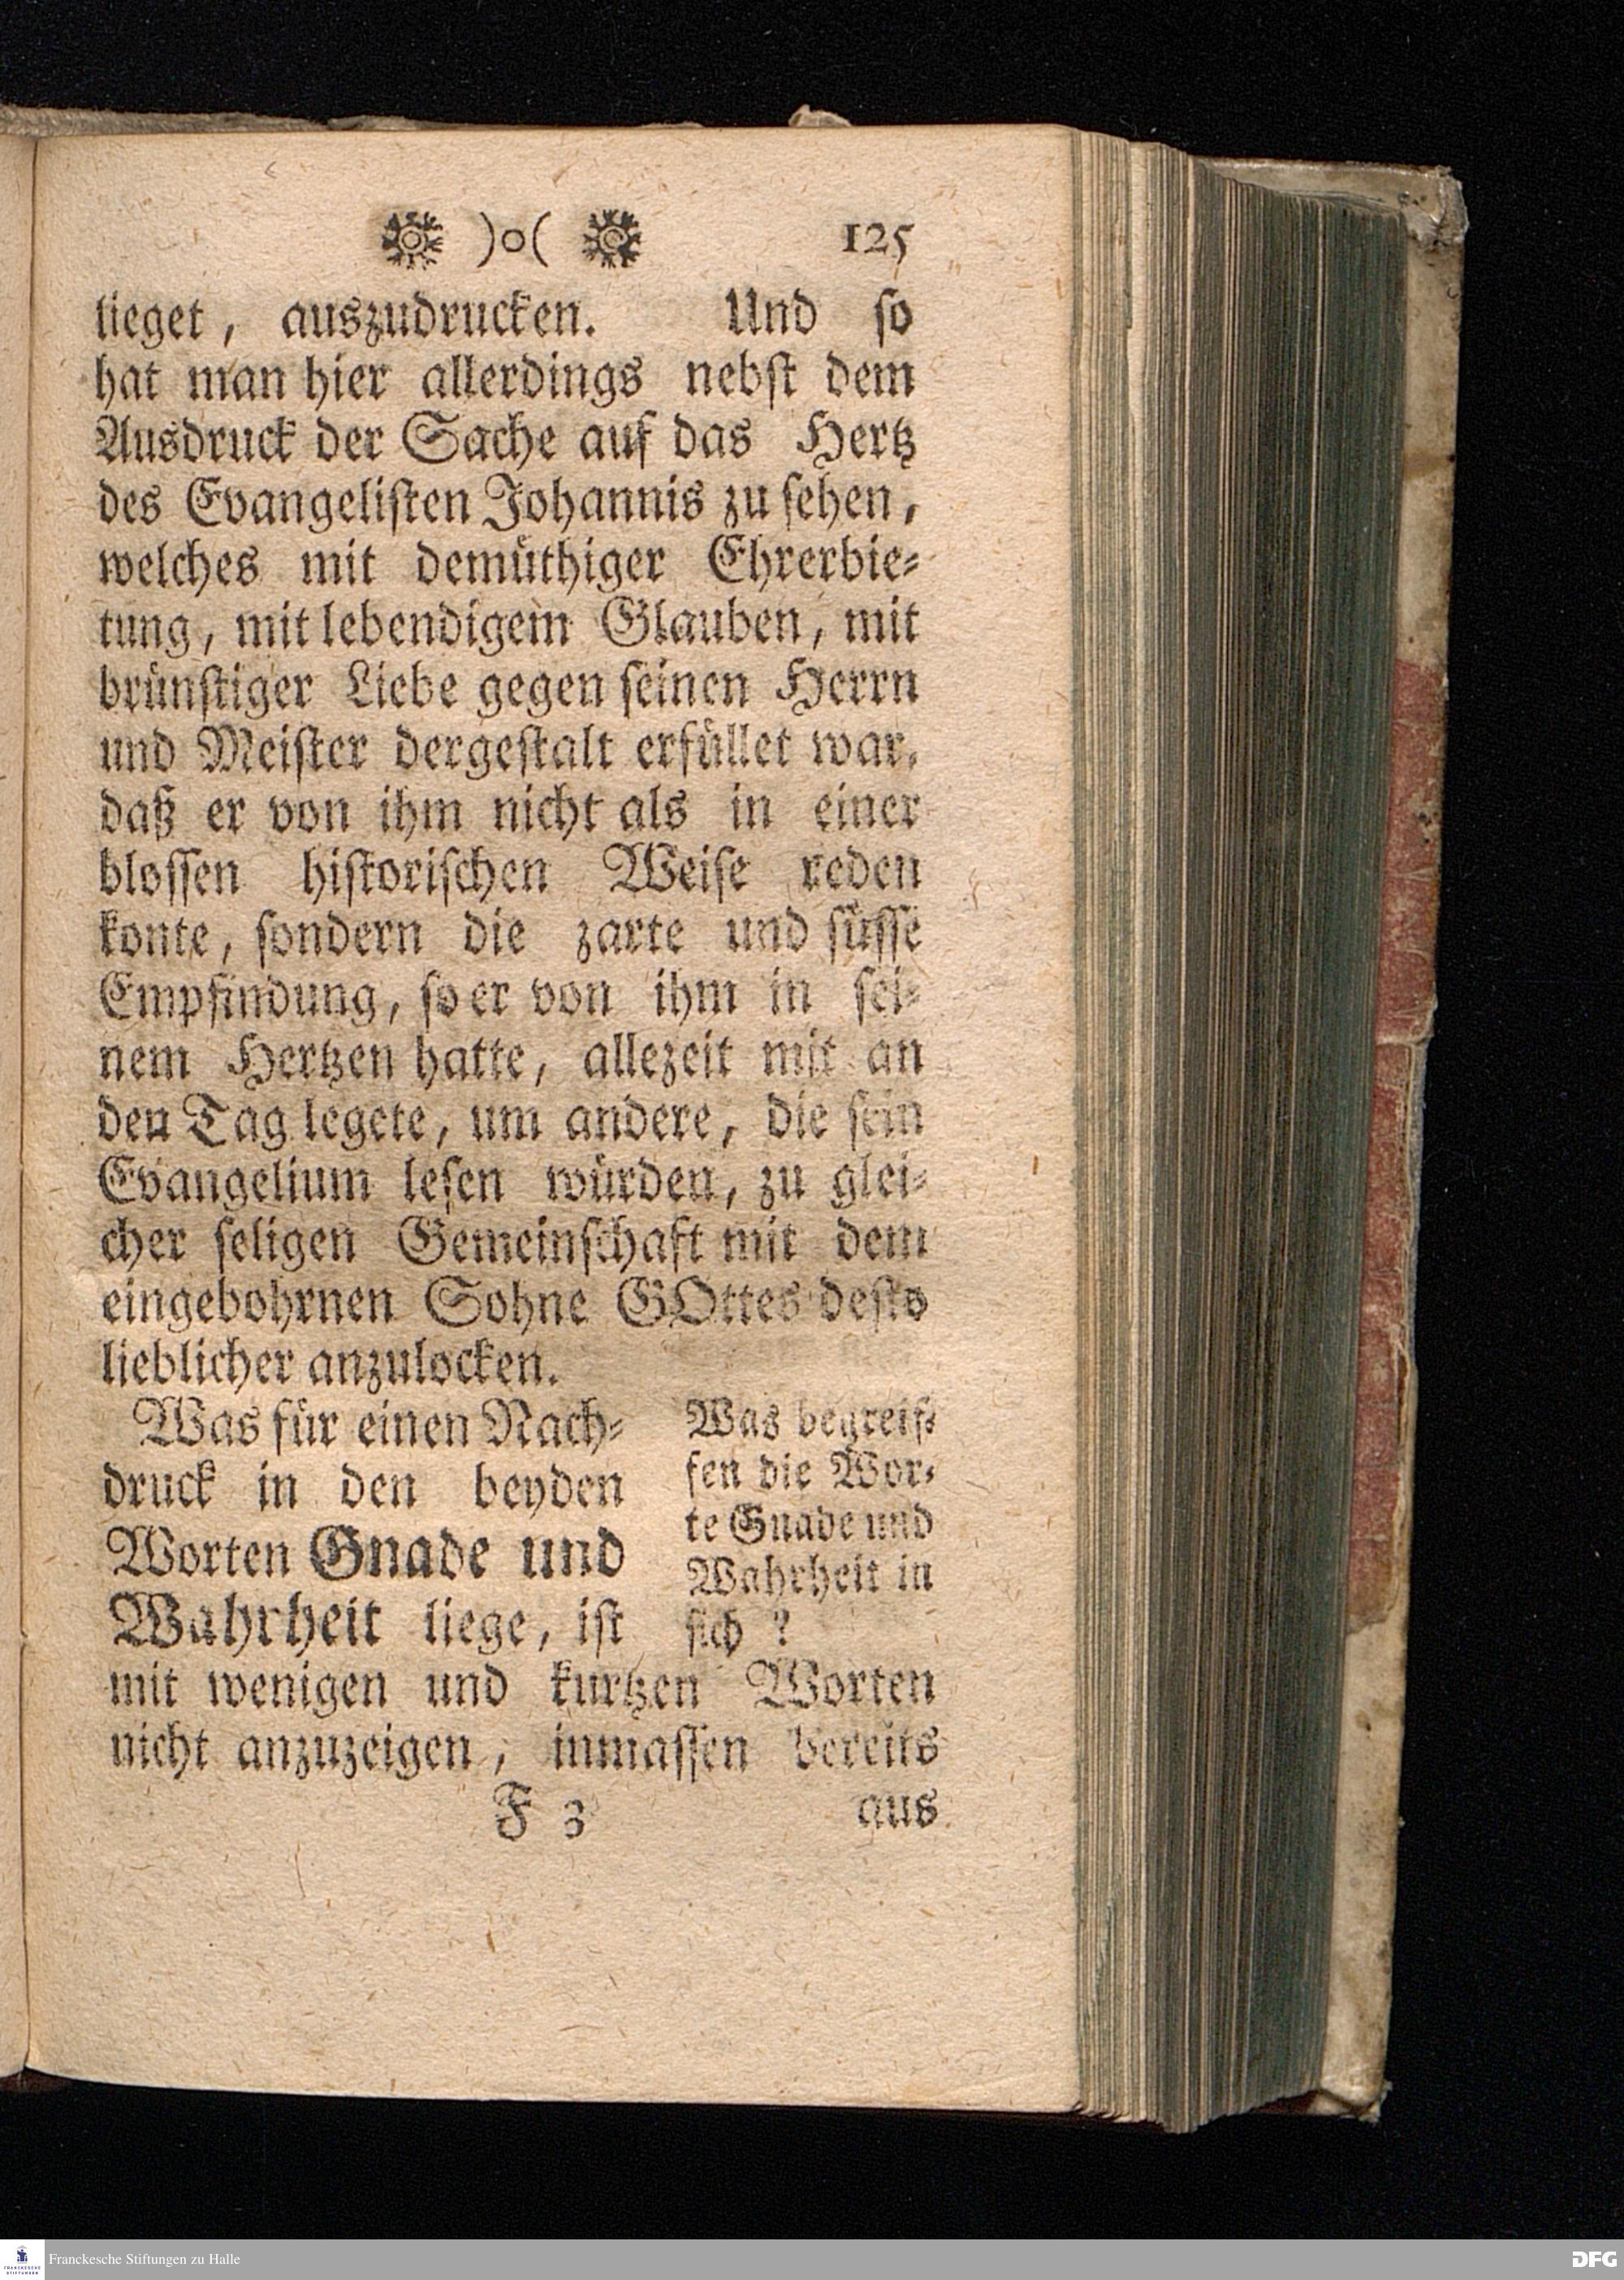 )o( 125
lieget, auszudrucken. Und so
hat man hier allerdings nebst dem
Ausdruck der Sache auf das Hertz
des Evangelisten Johannis zu sehen,
welches mit demüthiger Ehrerbie-
tung, mit lebendigem Glauben, mit
brünstiger Liebe gegen seinen Herrn
und Meister dergestalt erfüllet war,
daß er von ihm nicht als in einer
blossen historischen Weise reden
konte, sondern die zarte und süsse
Empfindung, so er von ihm in sei-
nem Hertzen hatte, allezeit mit an
den Tag legete, um andere, die sein
Evangelium lesen würden, zu glei-
cher seligen Gemeinschaft mit dem
eingebohrnen Sohne GOttes desto
lieblicher anzulocken.
Was für einen Nach-
druck in den beyden
Worten Gnade und
Wahrheit liege, ist
Was begreif-
fen die Wor-
te Gnade und
Wahrheit in
sich ?
mit wenigen und kurtzen Worten
nicht anzuzeigen, inmassen bereits
F 3 aus
Franckesche Stiftungen zu Halle
DFG